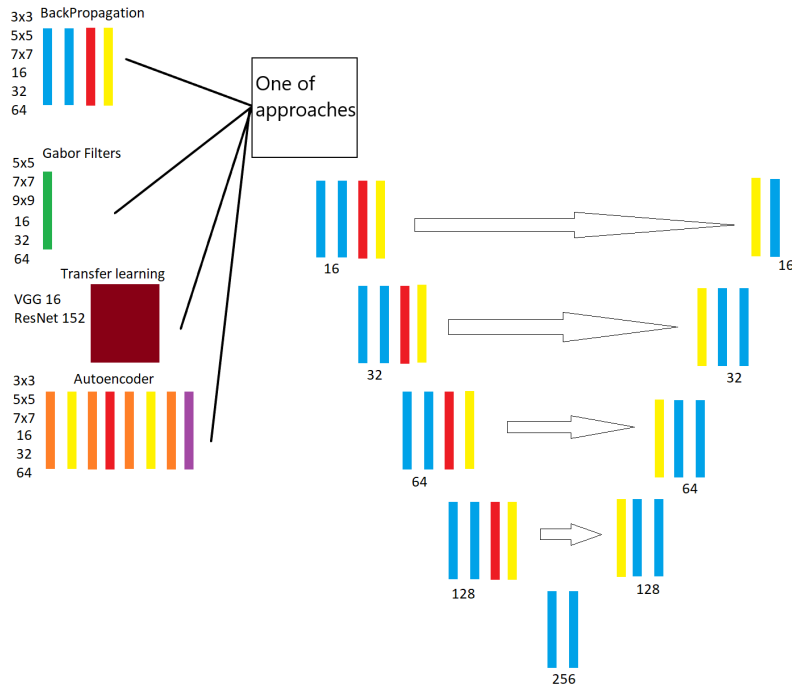 BackPropagation
3x3
5x5
7x7
16
32
64
One of
approaches
Gabor Filters
5x5
7x7
9x9
16
32
64
Transfer learning
VGG 16
ResNet 152
Autoencoder
3x3
5x5
7x7
16
32
64
16
16
32
32
64
64
128
128
256